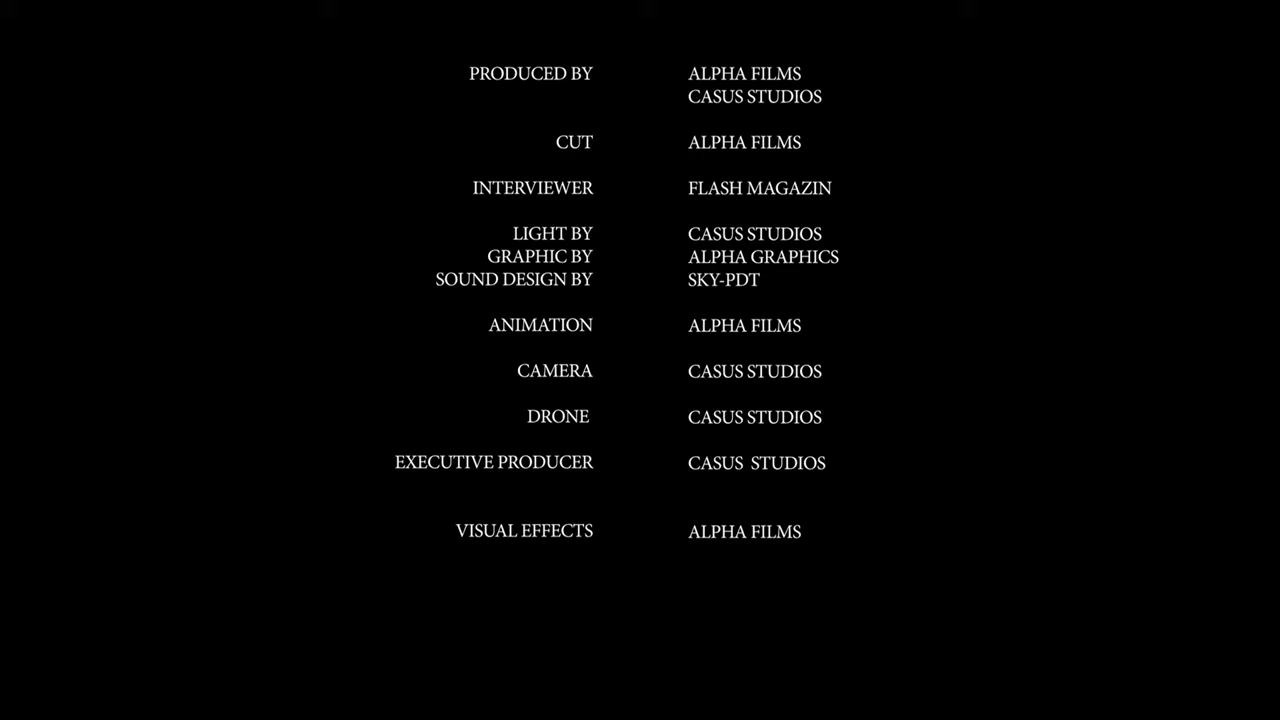 PRODUCED BY ALPHA FILMS
CASUS STUDIOS
CUT ALPHA FILMS
INTERVIEWER FLASH MAGAZIN
LIGHT BY CASUS STUDIOS
GRAPHIC BY ALPHA GRAPHICS
SOUND DESIGN BY SKY-PDT
ANIMATION ALPHA FILMS
CAMERA CASUS STUDIOS
DRONE CASUS STUDIOS
EXECUTIVE PRODUCER CASUS STUDIOS
VISUAL EFFECTS ALPHA FILMS